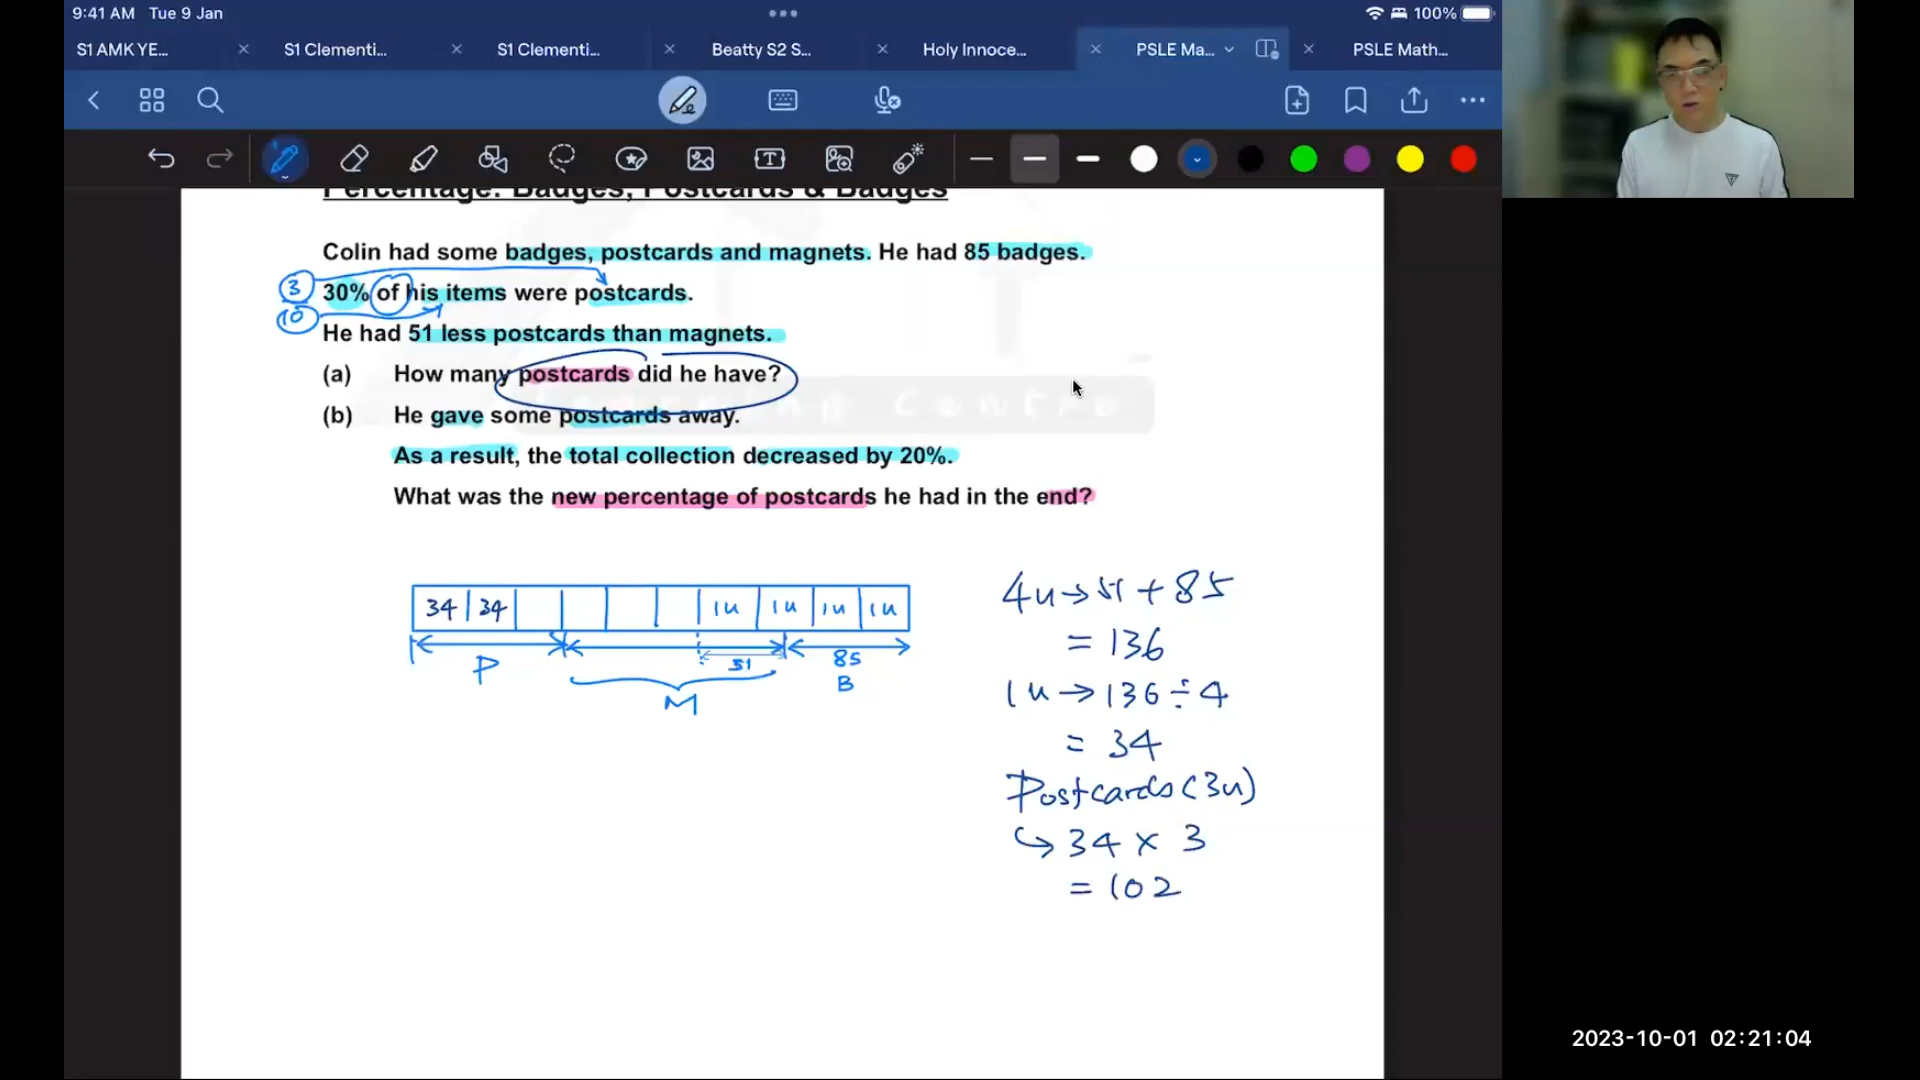 9:41 AM Tue 9 Jan
100%
S1 AMK YE...
S1 Clementi...
S1 Clementi...
Beatty S2 S...
Holy Innoce...
PSLE Ma...
PSLE Math...
Percentage: Badges, Postcards & Badges
Colin had some badges, postcards and magnets. He had 85 badges.
3
30% of his items were postcards.
10
He had 51 less postcards than magnets.
(a) How many postcards did he have?
(b) He gave some postcards away.
As a result, the total collection decreased by 20%.
What was the new percentage of postcards he had in the end?
34 34 1u 1u 1u 1u
P 51 85
M B
4u → 51 + 85
= 136
1u → 136 ÷ 4
= 34
Postcards (3u)
↪ 34 × 3
= 102
2023-10-01 02:21:04